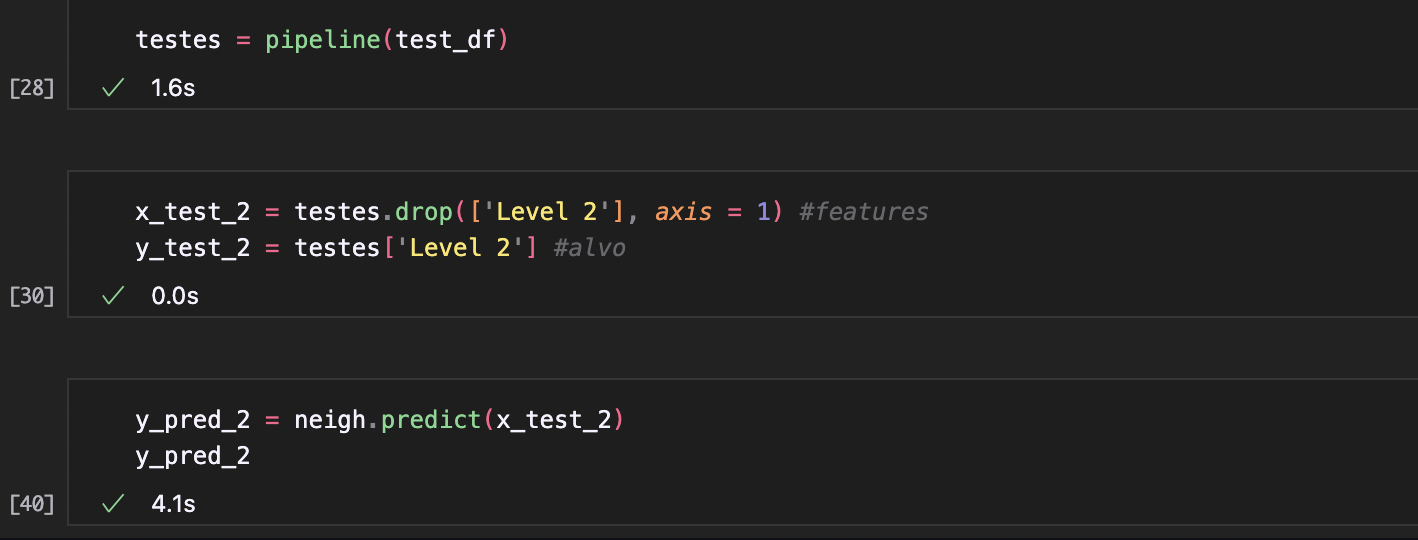 testes = pipeline(test_df)
[28] ✓ 1.6s
x_test_2 = testes.drop(['Level 2'], axis = 1) #features
y_test_2 = testes['Level 2'] #alvo
[30] ✓ 0.0s
y_pred_2 = neigh.predict(x_test_2)
y_pred_2
[40] ✓ 4.1s